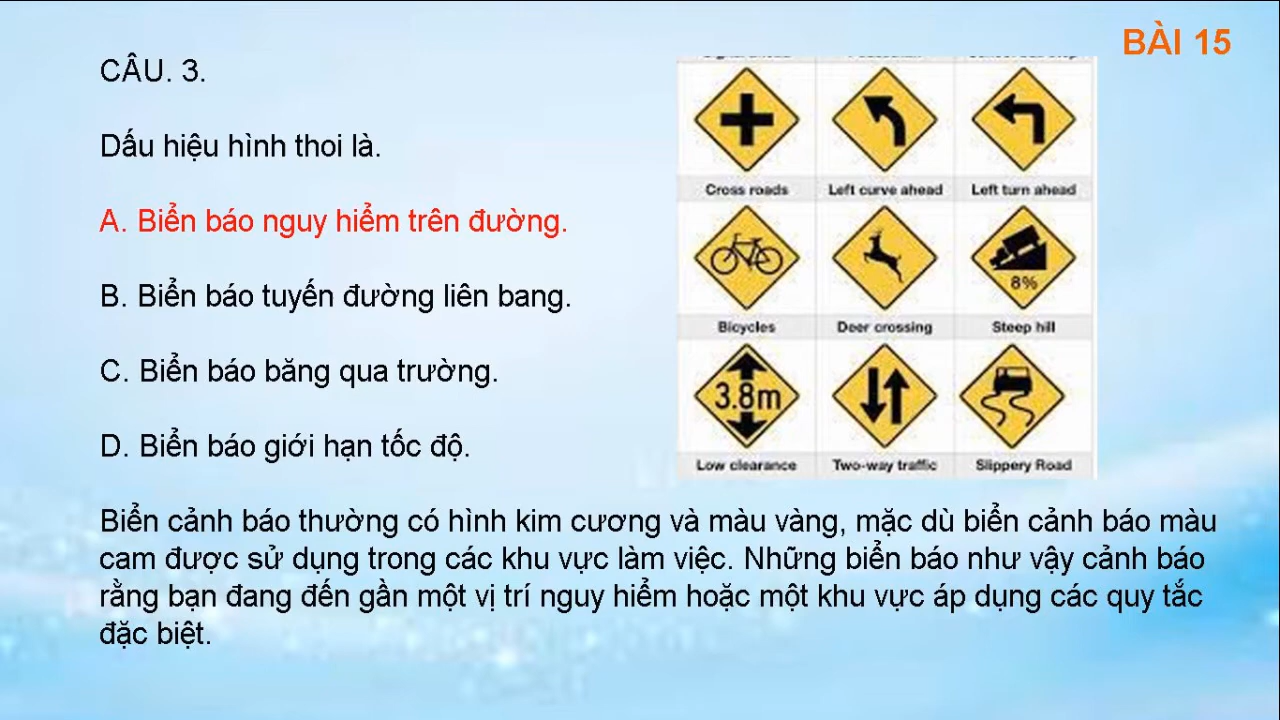 BÀI 15
CÂU. 3.
Dấu hiệu hình thoi là.
A. Biển báo nguy hiểm trên đường.
B. Biển báo tuyến đường liên bang.
C. Biển báo băng qua trường.
D. Biển báo giới hạn tốc độ.
Cross roads
Left curve ahead
Left turn ahead
8%
Bicycles
Deer crossing
Steep hill
3.8m
Low clearance
Two-way traffic
Slippery Road
Biển cảnh báo thường có hình kim cương và màu vàng, mặc dù biển cảnh báo màu
cam được sử dụng trong các khu vực làm việc. Những biển báo như vậy cảnh báo
rằng bạn đang đến gần một vị trí nguy hiểm hoặc một khu vực áp dụng các quy tắc
đặc biệt.